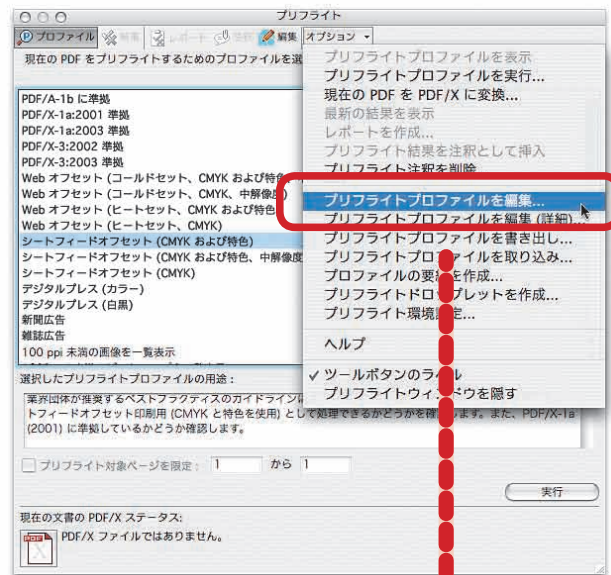 プリフライト
プロファイル
編集
オプション
現在の PDF をプリフライトするためのプロファイルを選
PDF/A-1b に準拠
PDF/X-1a:2001 準拠
PDF/X-1a:2003 準拠
PDF/X-3:2002 準拠
PDF/X-3:2003 準拠
Web オフセット (コールドセット、CMYK および特色
Web オフセット (コールドセット、CMYK、中解像度)
Web オフセット (ヒートセット、CMYK および特色
Web オフセット (ヒートセット、CMYK)
シートフィードオフセット (CMYK および特色)
シートフィードオフセット (CMYK および特色、中解像度
シートフィードオフセット (CMYK)
デジタルプレス (カラー)
デジタルプレス (白黒)
新聞広告
雑誌広告
100 ppi 未満の画像を一覧表示
プリフライトプロファイルを表示
プリフライトプロファイルを実行...
現在の PDF を PDF/X に変換...
最新の結果を表示
レポートを作成...
プリフライト結果を注釈として挿入
プリフライト注釈を削除
プリフライトプロファイルを編集...
プリフライトプロファイルを編集 (詳細)...
プリフライトプロファイルを書き出し...
プリフライトプロファイルを取り込み...
プロファイルの要約を作成...
プリフライトドロップレットを作成...
プリフライト環境設定...
ヘルプ
✓ ツールボタンのラベル
プリフライトウィンドウを隠す
選択したプリフライトプロファイルの用途：
業界団体が推奨するベストプラクティスのガイドラインに
トフィードオフセット印刷用 (CMYK と特色を使用) として処理できるかどうかを確認します。また、PDF/X-1a
(2001) に準拠しているかどうか確認します。
プリフライト対象ページを限定： 1 から 1
実行
現在の文書の PDF/X ステータス:
PDF/X ファイルではありません。